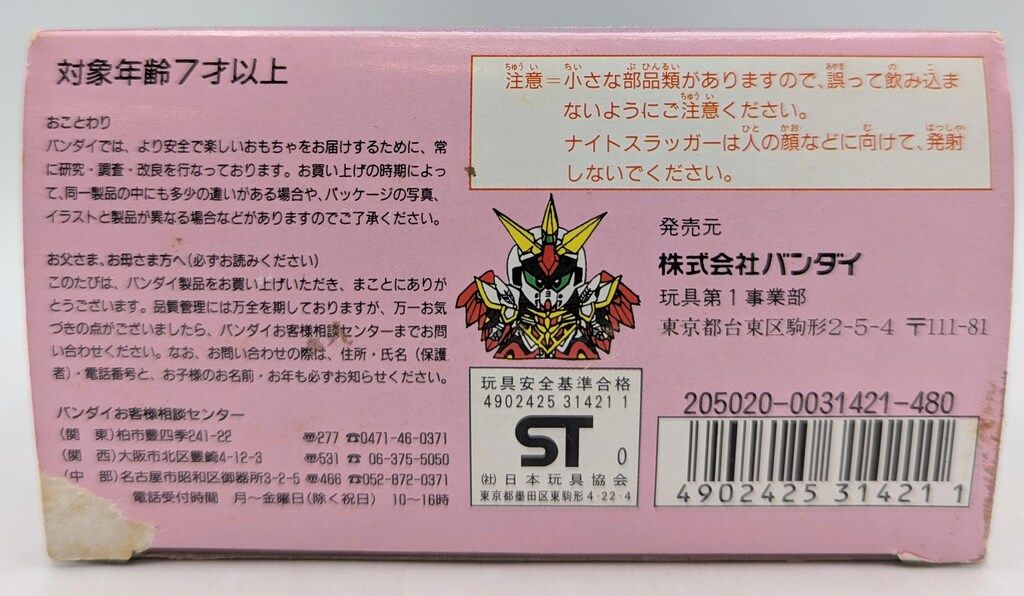 対象年齢7才以上
おことわり
バンダイでは、より安全で楽しいおもちゃをお届けするために、常
に研究・調査・改良を行なっております。お買い上げの時期によっ
て、同一製品の中にも多少の違いがある場合や、パッケージの写真、
イラストと製品が異なる場合などがありますのでご了承ください。
お父さま、お母さま方へ(必ずお読みください)
このたびは、バンダイ製品をお買い上げいただき、まことにありが
とうございます。品質管理には万全を期しておりますが、万一お気
づきの点がございましたら、バンダイお客様相談センターまでお問
い合わせください。なお、お問い合わせの際は、住所・氏名(保護
者)・電話番号と、お子様のお名前・お年も必ずお知らせください。
バンダイお客様相談センター
(関 東)柏市豊四季241-22 〠277 ☎0471-46-0371
(関 西)大阪市北区豊崎4-12-3 〠531 ☎06-375-5050
(中 部)名古屋市昭和区御器所3-2-5 〠466 ☎052-872-0371
電話受付時間 月〜金曜日(除く祝日) 10〜16時
注意=小さな部品類がありますので、誤って飲み込ま
ないようにご注意ください。
ナイトスラッガーは人の顔などに向けて、発射
しないでください。
発売元
株式会社バンダイ
玩具第1事業部
東京都台東区駒形2-5-4 〒111-81
玩具安全基準合格
4902425 31421 1
ST 0
㈳日本玩具協会
東京都墨田区東駒形4-22-4
205020-0031421-480
4902425 314211